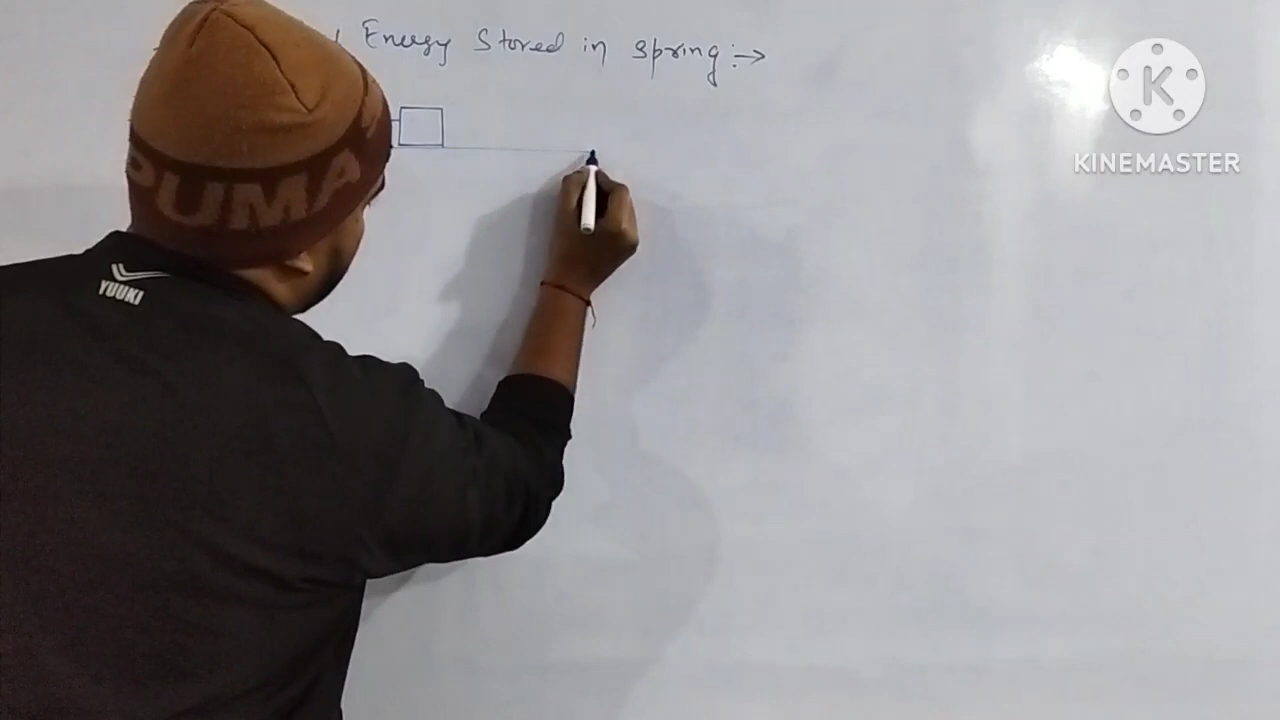 Energy Stored in spring :→
KINEMASTER
PUMA
YUUKI